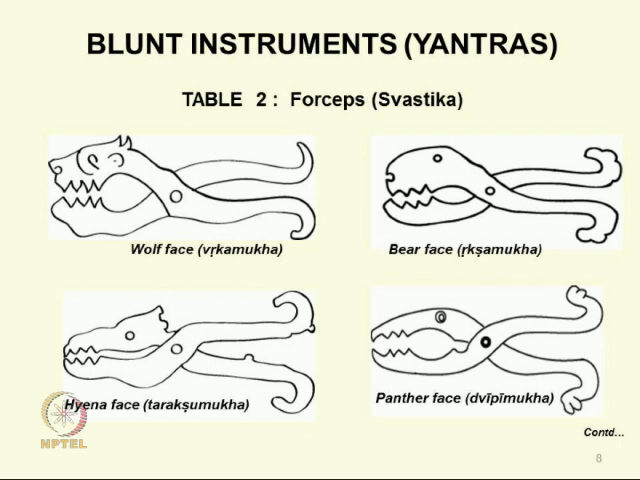 BLUNT INSTRUMENTS (YANTRAS)
TABLE 2 : Forceps (Svastika)
Wolf face (vṛkamukha)
Bear face (ṛkṣamukha)
Hyena face (tarakṣumukha)
Panther face (dvīpīmukha)
NPTEL
Contd…
8